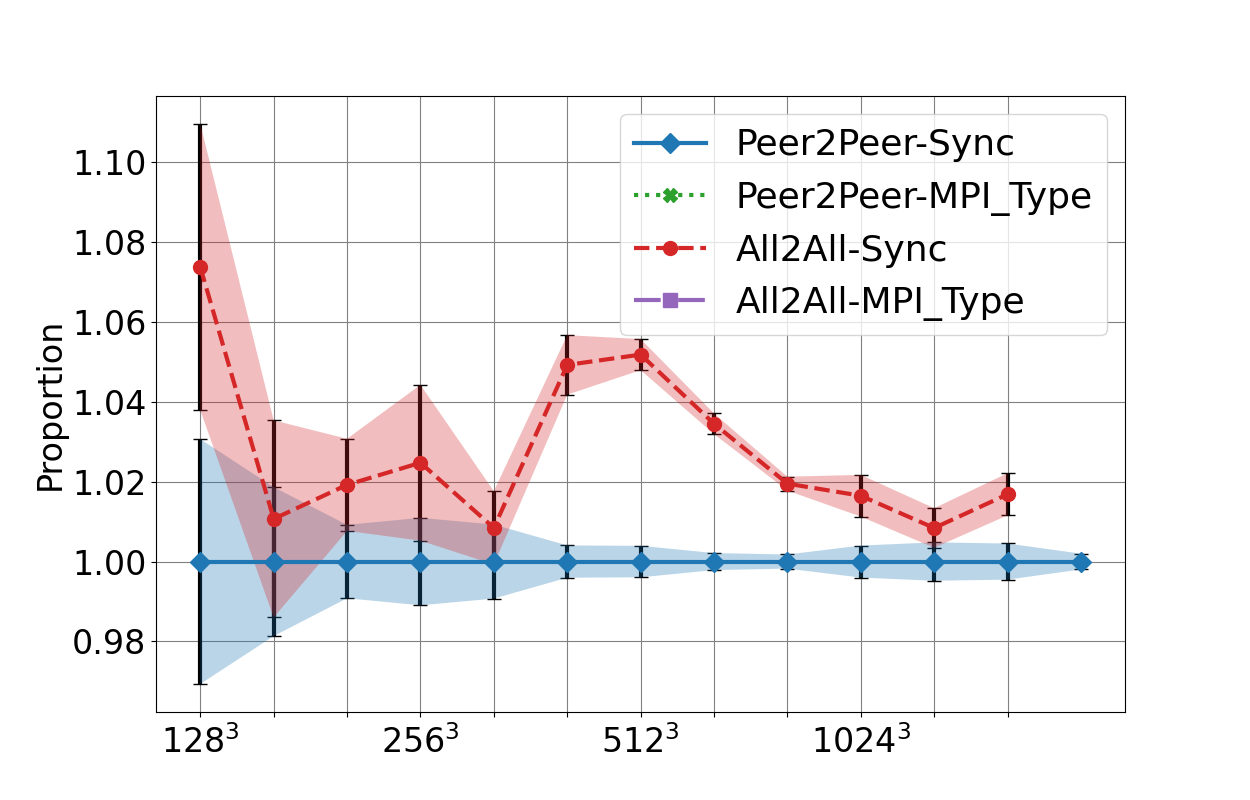 Peer2Peer-Sync
Peer2Peer-MPI_Type
All2All-Sync
All2All-MPI_Type
Proportion
1.10
1.08
1.06
1.04
1.02
1.00
0.98
128³ 256³ 512³ 1024³